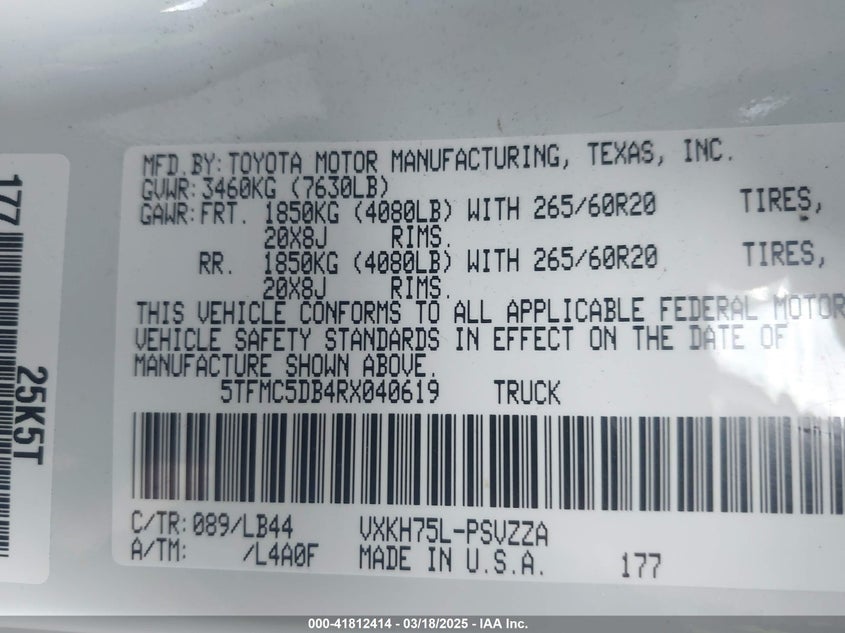 MFD. BY: TOYOTA MOTOR MANUFACTURING, TEXAS, INC.
GVWR: 3460KG (7630LB)
GAWR: FRT. 1850KG (4080LB) WITH 265/60R20 TIRES,
20X8J RIMS.
RR. 1850KG (4080LB) WITH 265/60R20 TIRES,
20X8J RIMS.
THIS VEHICLE CONFORMS TO ALL APPLICABLE FEDERAL MOTOR
VEHICLE SAFETY STANDARDS IN EFFECT ON THE DATE OF
MANUFACTURE SHOWN ABOVE.
5TFMC5DB4RX040619 TRUCK
C/TR: 089/LB44 VXKH75L-PSVZZA
A/TM: /L4A0F MADE IN U.S.A. 177
177
25K5T
000-41812414 - 03/18/2025 - IAA Inc.